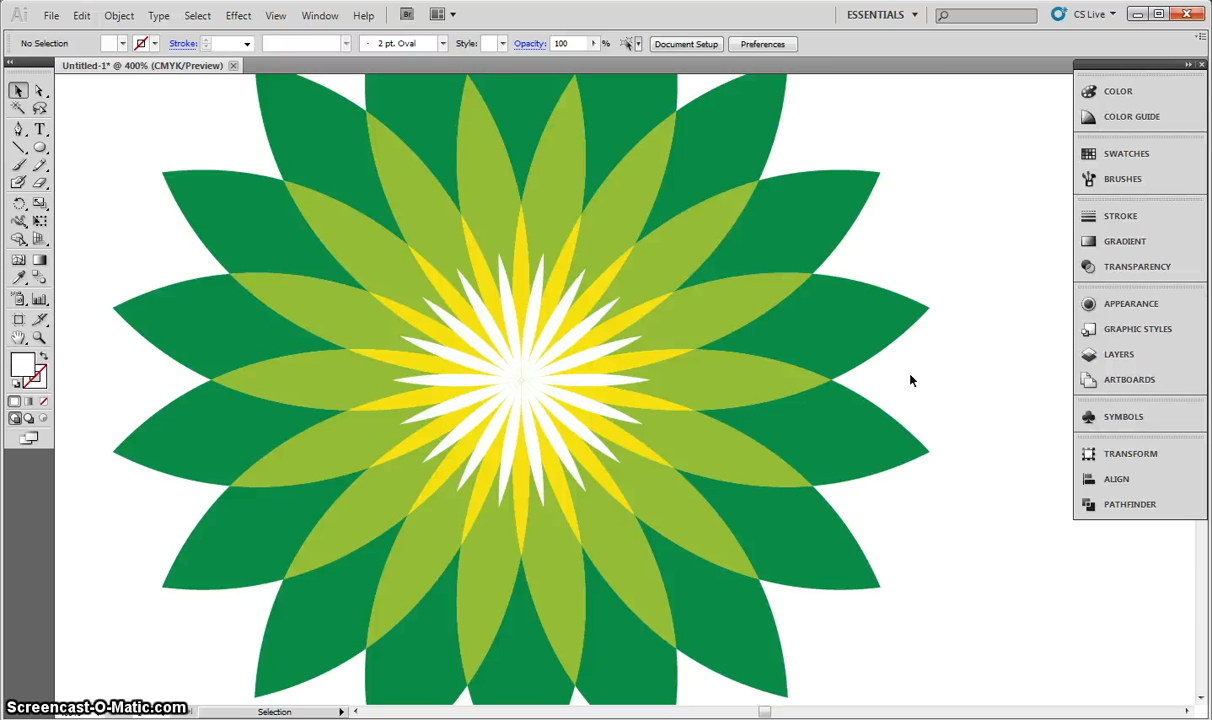 Ai File Edit Object Type Select Effect View Window Help Br ESSENTIALS CS Live
No Selection Stroke: 2 pt. Oval Style: Opacity: 100 % Document Setup Preferences
Untitled-1* @ 400% (CMYK/Preview)
COLOR
COLOR GUIDE
SWATCHES
BRUSHES
STROKE
GRADIENT
TRANSPARENCY
APPEARANCE
GRAPHIC STYLES
LAYERS
ARTBOARDS
SYMBOLS
TRANSFORM
ALIGN
PATHFINDER
Screencast-O-Matic.com Selection